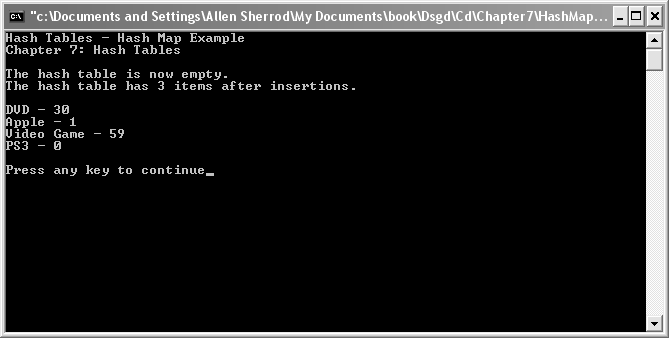 "c:\Documents and Settings\Allen Sherrod\My Documents\book\Dsgd\Cd\Chapter7\HashMap...
Hash Tables - Hash Map Example
Chapter 7: Hash Tables
The hash table is now empty.
The hash table has 3 items after insertions.
DVD - 30
Apple - 1
Video Game - 59
PS3 - 0
Press any key to continue_